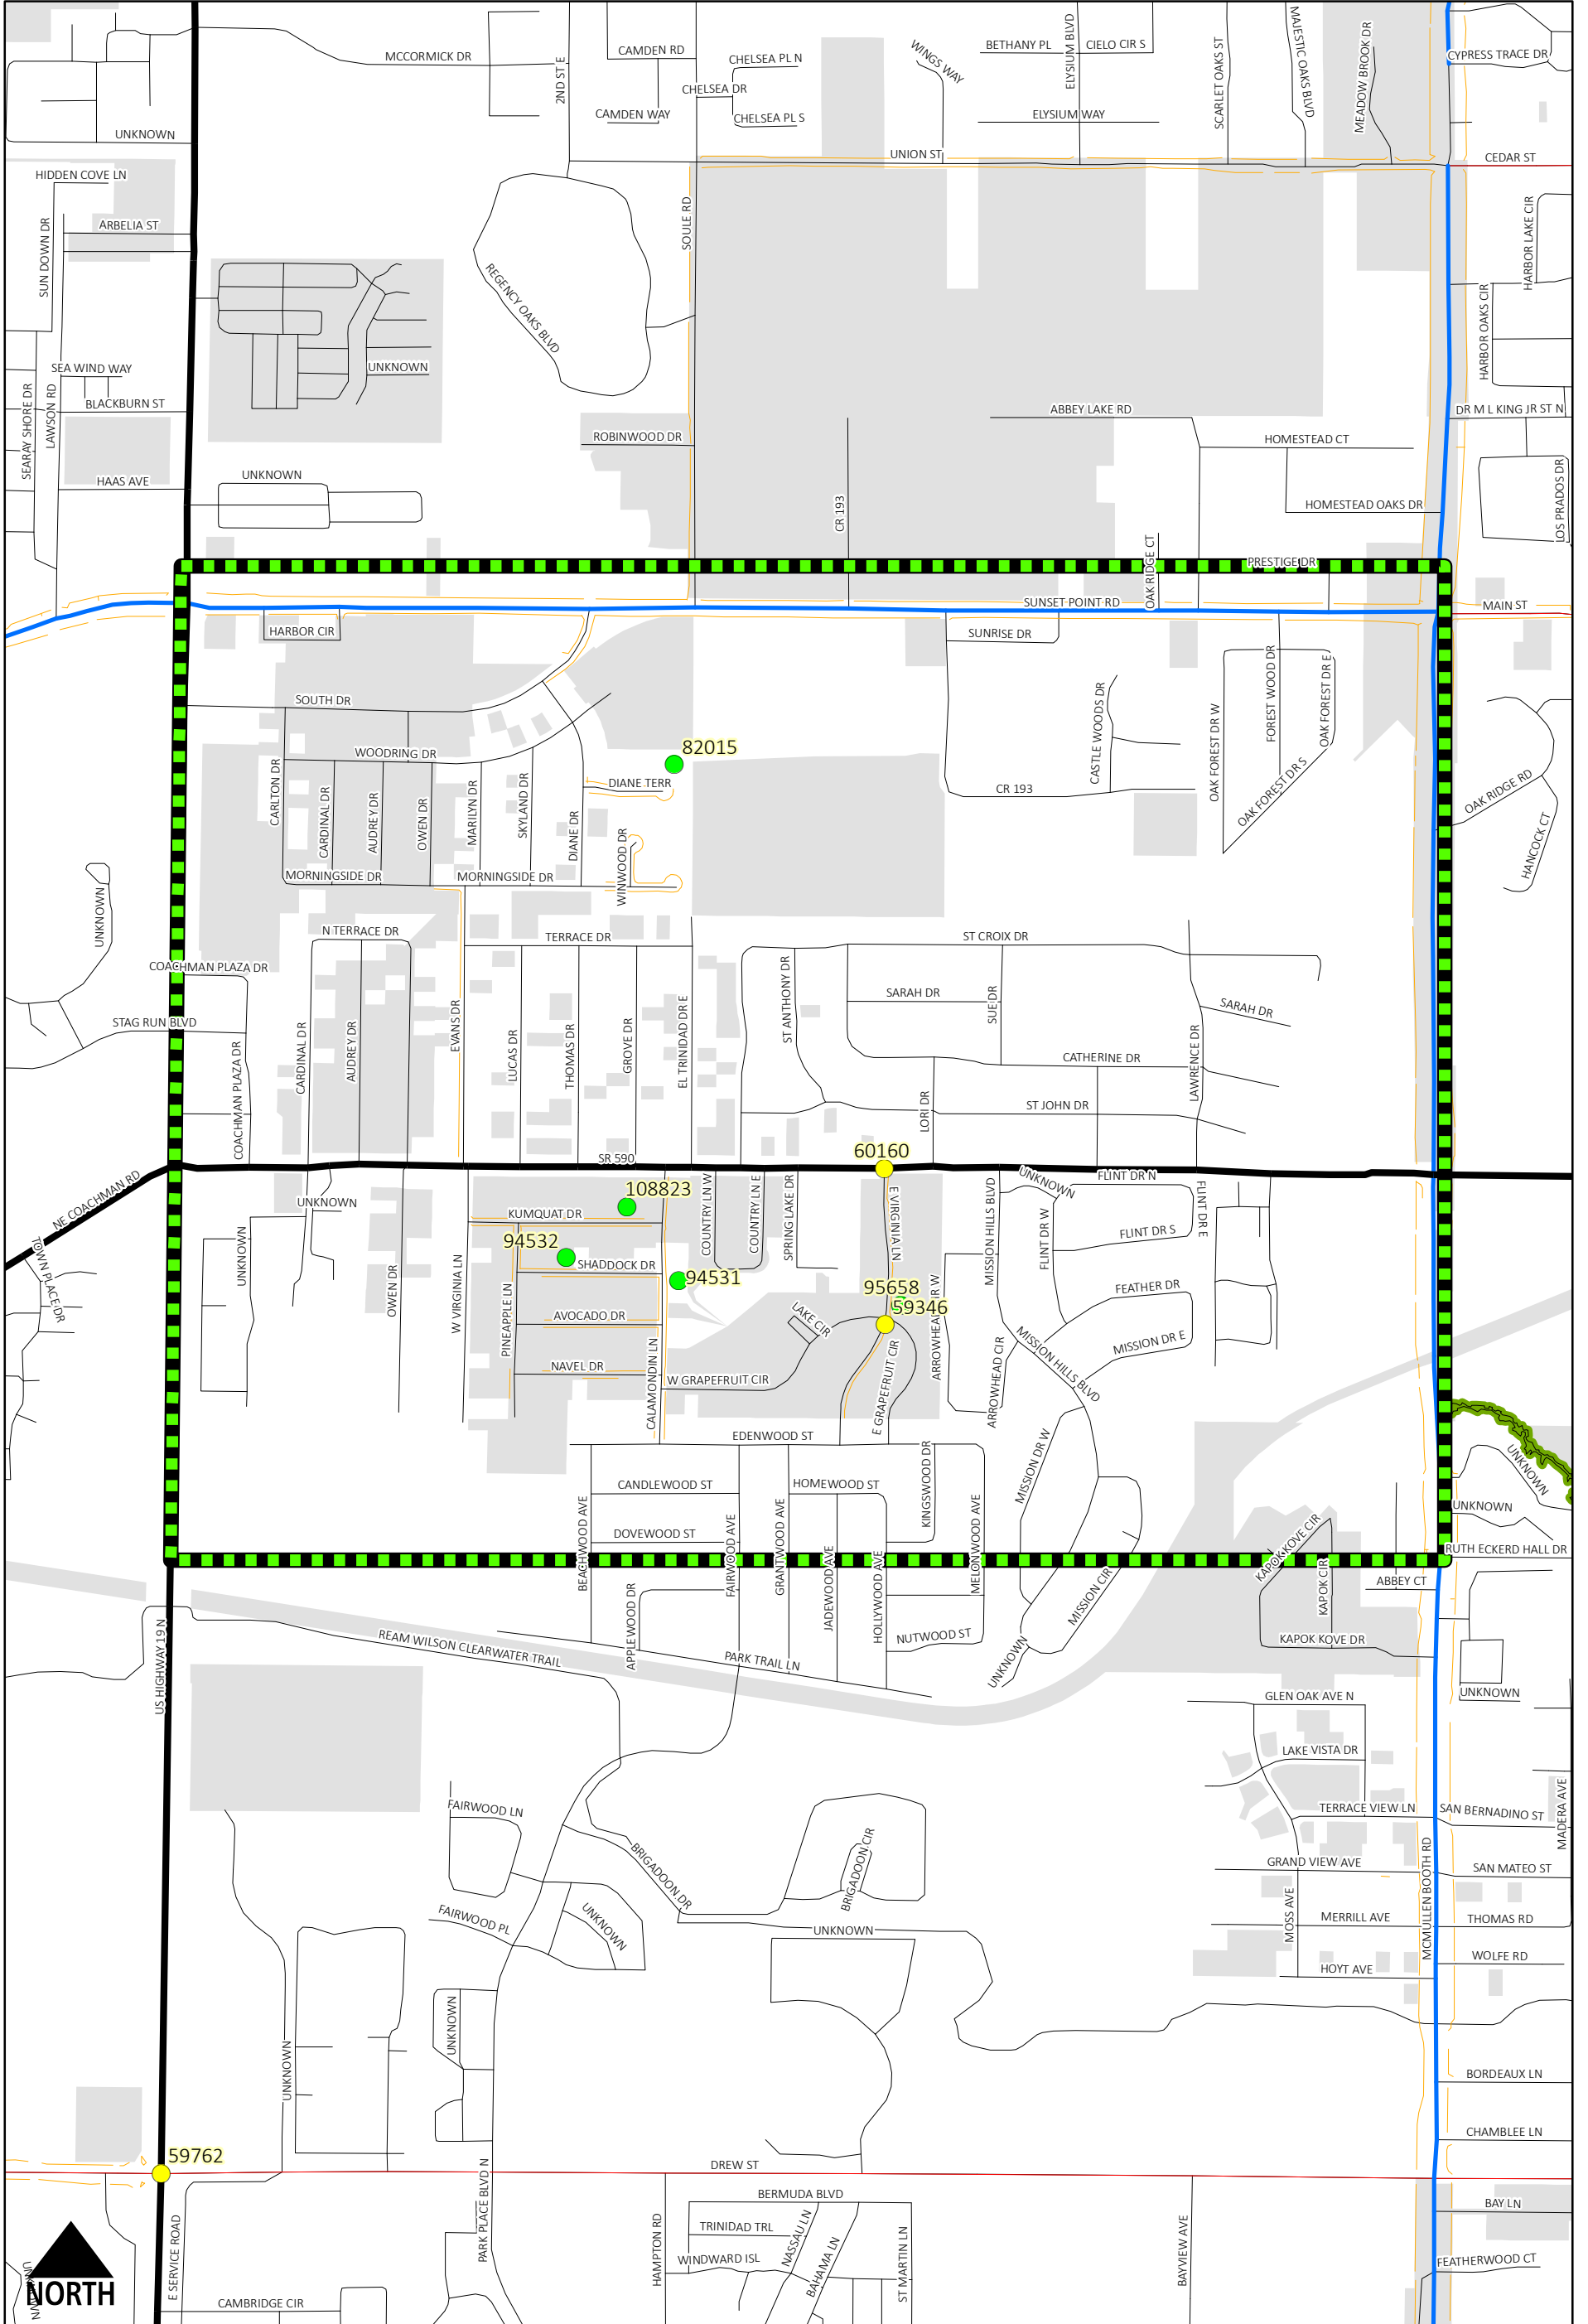 MCCORMICK DR
2ND ST E
CAMDEN RD
CAMDEN WAY
CHELSEA PL N
CHELSEA DR
CHELSEA PL S
WINGS WAY
BETHANY PL
ELYSIUM BLVD
CIELO CIR S
ELYSIUM WAY
SCARLET OAKS ST
MAJESTIC OAKS BLVD
MEADOW BROOK DR
CYPRESS TRACE DR
UNKNOWN
UNION ST
CEDAR ST
HIDDEN COVE LN
ARBELIA ST
SUN DOWN DR
SOULE RD
REGENCY OAKS BLVD
HARBOR LAKE CIR
HARBOR OAKS CIR
SEA WIND WAY
UNKNOWN
BLACKBURN ST
SEARAY SHORE DR
LAWSON RD
ABBEY LAKE RD
DR M L KING JR ST N
ROBINWOOD DR
HOMESTEAD CT
HAAS AVE
UNKNOWN
CR 193
HOMESTEAD OAKS DR
LOS PRADOS DR
OAK RIDGE CT
PRESTIGE DR
SUNSET POINT RD
MAIN ST
HARBOR CIR
SUNRISE DR
SOUTH DR
WOODRING DR
82015
CASTLE WOODS DR
OAK FOREST DR W
FOREST WOOD DR
OAK FOREST DR E
OAK FOREST DR S
CARLTON DR
CARDINAL DR
AUDREY DR
OWEN DR
MARILYN DR
SKYLAND DR
DIANE DR
DIANE TERR
WINWOOD DR
CR 193
OAK RIDGE RD
HANCOCK CT
MORNINGSIDE DR
MORNINGSIDE DR
UNKNOWN
N TERRACE DR
TERRACE DR
ST CROIX DR
COACHMAN PLAZA DR
ST ANTHONY DR
SARAH DR
SUE DR
SARAH DR
STAG RUN BLVD
COACHMAN PLAZA DR
CARDINAL DR
AUDREY DR
EVANS DR
LUCAS DR
THOMAS DR
GROVE DR
EL TRINIDAD DR E
CATHERINE DR
LAWRENCE DR
LORI DR
ST JOHN DR
SR 590
60160
NE COACHMAN RD
UNKNOWN
108823
KUMQUAT DR
COUNTRY LN W
COUNTRY LN E
SPRING LAKE DR
E VIRGINIA LN
MISSION HILLS BLVD
UNKNOWN
FLINT DR N
FLINT DR W
FLINT DR S
FLINT DR E
TOWN PLACE DR
UNKNOWN
OWEN DR
W VIRGINIA LN
94532
SHADDOCK DR
94531
PINEAPPLE LN
AVOCADO DR
NAVEL DR
CALAMONDIN LN
W GRAPEFRUIT CIR
LAKE CIR
95658
59346
E GRAPEFRUIT CIR
ARROWHEAD CIR W
ARROWHEAD CIR
FEATHER DR
MISSION DR E
MISSION HILLS BLVD
EDENWOOD ST
CANDLEWOOD ST
HOMEWOOD ST
KINGSWOOD DR
MELONWOOD AVE
MISSION DR W
DOVEWOOD ST
BEACHWOOD AVE
FAIRWOOD AVE
GRANTWOOD AVE
JADEWOOD AVE
HOLLYWOOD AVE
UNKNOWN
UNKNOWN
RUTH ECKERD HALL DR
KAPOK KOVE CIR N
KAPOK CIR
ABBEY CT
APPLEWOOD DR
MISSION CIR
NUTWOOD ST
UNKNOWN
KAPOK KOVE DR
US HIGHWAY 19 N
REAM WILSON CLEARWATER TRAIL
PARK TRAIL LN
UNKNOWN
GLEN OAK AVE N
LAKE VISTA DR
FAIRWOOD LN
TERRACE VIEW LN
SAN BERNADINO ST
MADERA AVE
BRIGADOON DR
BRIGADOON CIR
GRAND VIEW AVE
SAN MATEO ST
MCMULLEN BOOTH RD
FAIRWOOD PL
UNKNOWN
UNKNOWN
MOSS AVE
MERRILL AVE
THOMAS RD
WOLFE RD
HOYT AVE
UNKNOWN
UNKNOWN
BORDEAUX LN
CHAMBLEE LN
59762
DREW ST
PARK PLACE BLVD N
BERMUDA BLVD
TRINIDAD TRL
WINDWARD ISL
NASSAU LN
BAHAMA LN
ST MARTIN LN
HAMPTON RD
BAYVIEW AVE
BAY LN
FEATHERWOOD CT
E SERVICE ROAD
CAMBRIDGE CIR
UNKNOWN
NORTH